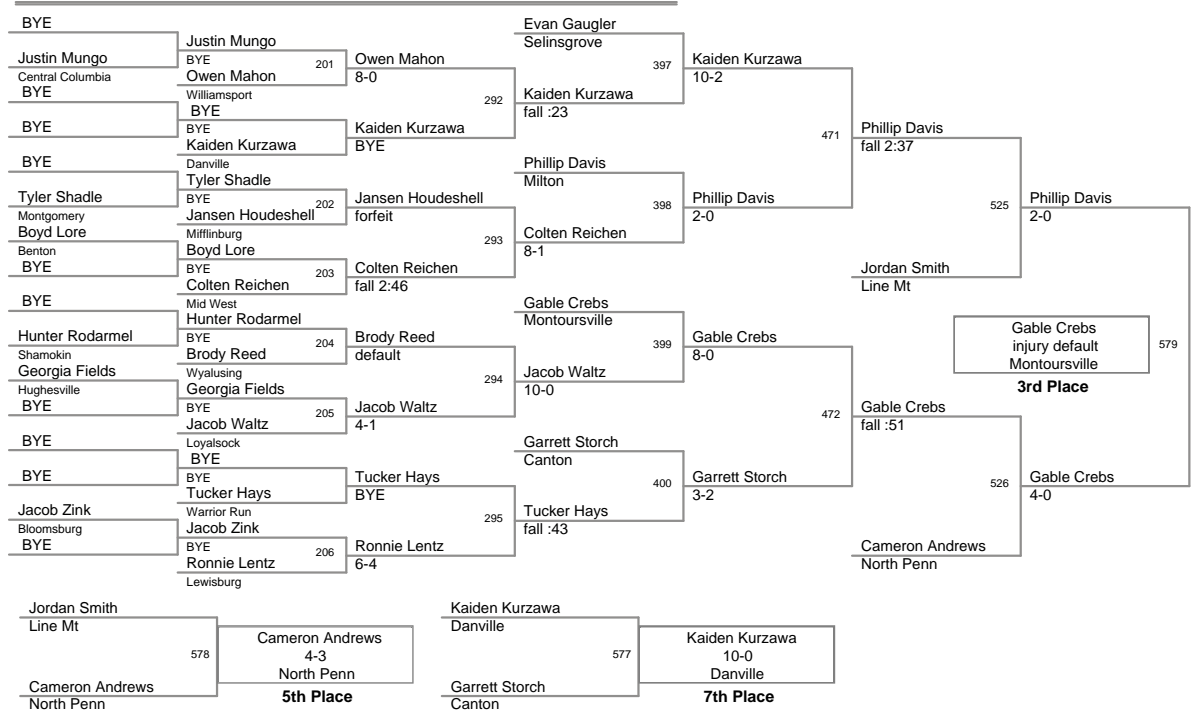 BYE
Justin Mungo
Central Columbia
BYE
BYE
BYE
Tyler Shadle
Montgomery
Boyd Lore
Benton
BYE
BYE
Hunter Rodarmel
Shamokin
Georgia Fields
Hughesville
BYE
BYE
BYE
Jacob Zink
Bloomsburg
BYE
Justin Mungo
BYE
201
Owen Mahon
Williamsport
BYE
BYE
Kaiden Kurzawa
Danville
Tyler Shadle
BYE
202
Jansen Houdeshell
Mifflinburg
Boyd Lore
BYE
203
Colten Reichen
Mid West
Hunter Rodarmel
BYE
204
Brody Reed
Wyalusing
Georgia Fields
BYE
205
Jacob Waltz
Loyalsock
BYE
BYE
Tucker Hays
Warrior Run
Jacob Zink
BYE
206
Ronnie Lentz
Lewisburg
Owen Mahon
8-0
292
Kaiden Kurzawa
BYE
Jansen Houdeshell
forfeit
293
Colten Reichen
fall 2:46
Brody Reed
default
294
Jacob Waltz
4-1
Tucker Hays
BYE
295
Ronnie Lentz
6-4
Evan Gaugler
Selinsgrove
397
Kaiden Kurzawa
fall :23
Phillip Davis
Milton
398
Colten Reichen
8-1
Gable Crebs
Montoursville
399
Jacob Waltz
10-0
Garrett Storch
Canton
400
Tucker Hays
fall :43
Kaiden Kurzawa
10-2
471
Phillip Davis
2-0
Gable Crebs
8-0
472
Garrett Storch
3-2
Phillip Davis
fall 2:37
525
Jordan Smith
Line Mt
Gable Crebs
fall :51
526
Cameron Andrews
North Penn
Phillip Davis
2-0
579
Gable Crebs
4-0
Gable Crebs
injury default
Montoursville
3rd Place
Jordan Smith
Line Mt
578
Cameron Andrews
North Penn
Cameron Andrews
4-3
North Penn
5th Place
Kaiden Kurzawa
Danville
577
Garrett Storch
Canton
Kaiden Kurzawa
10-0
Danville
7th Place